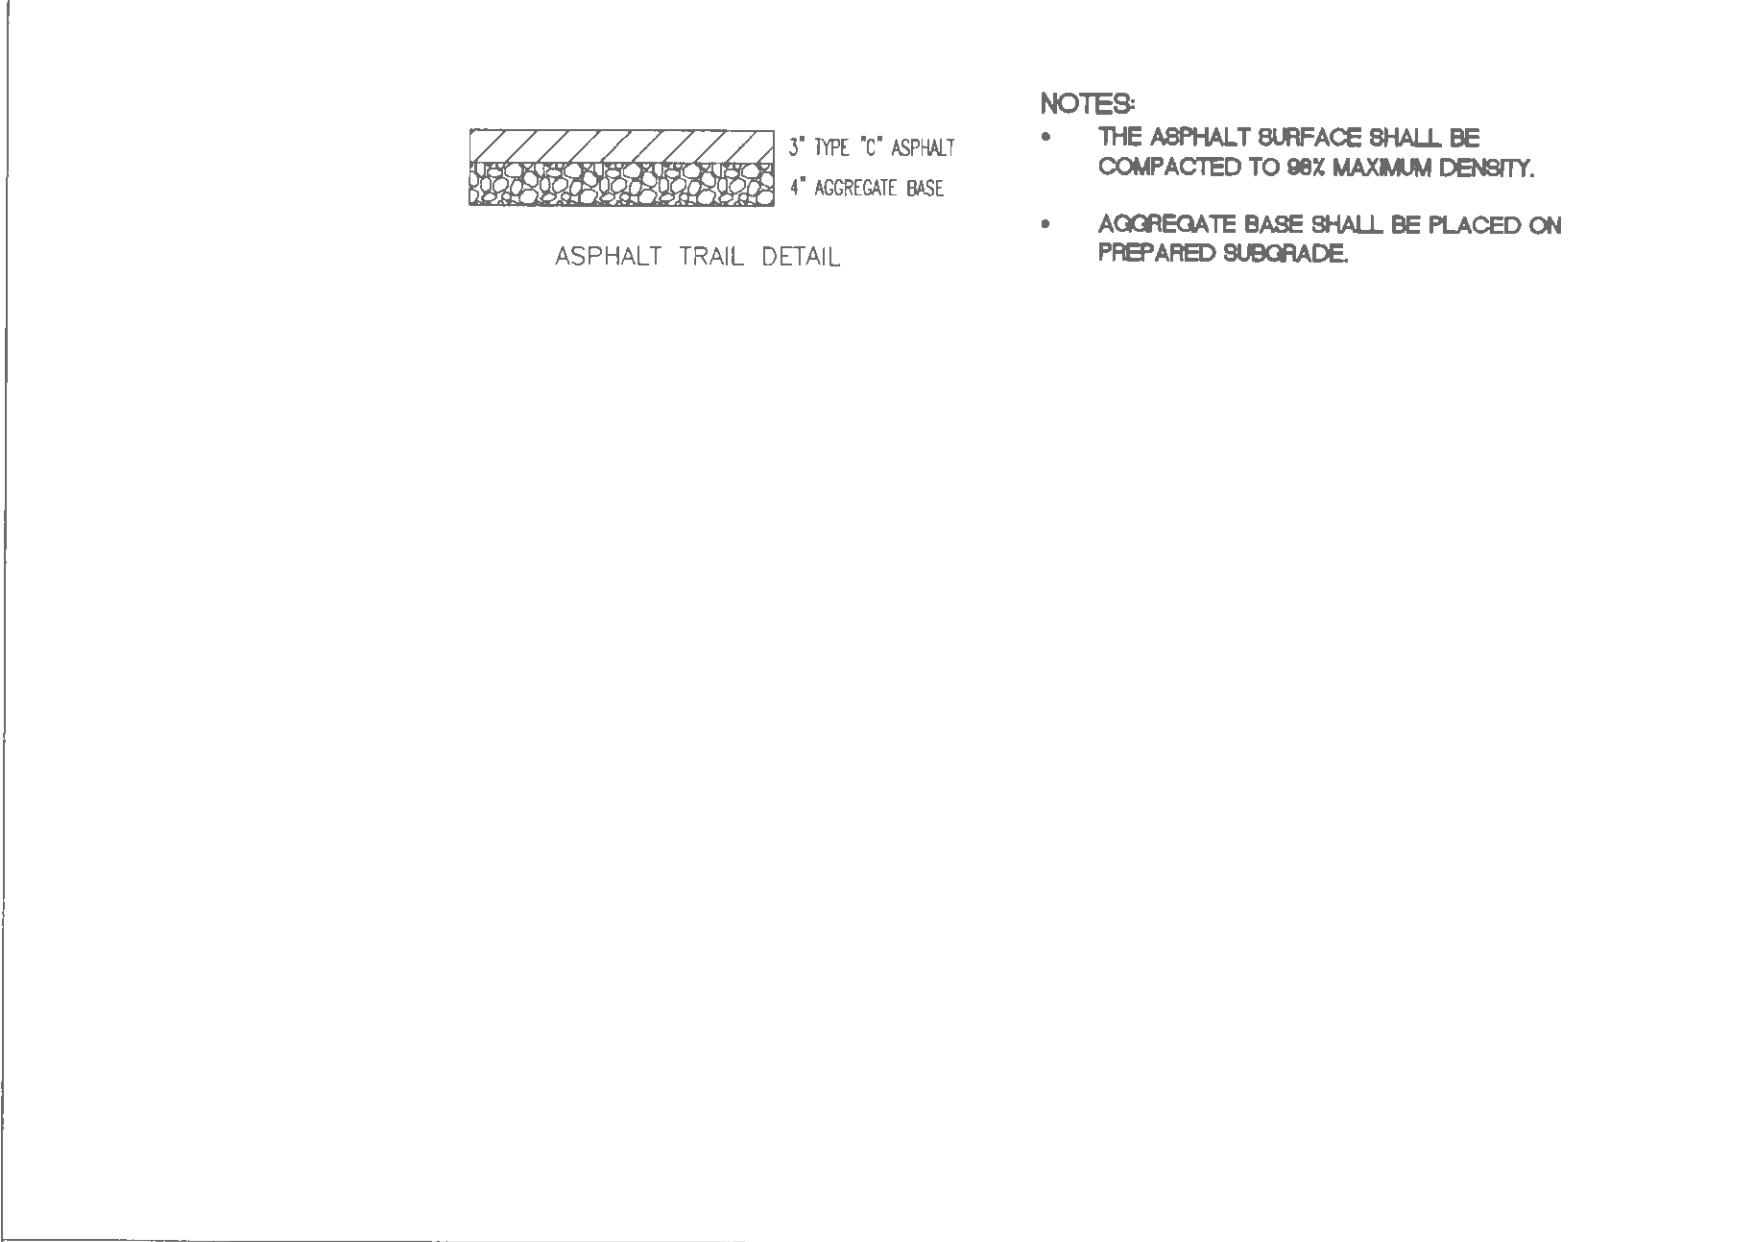 3" TYPE "C" ASPHALT
4" AGGREGATE BASE
ASPHALT TRAIL DETAIL
NOTES:
• THE ASPHALT SURFACE SHALL BE
COMPACTED TO 98% MAXIMUM DENSITY.
• AGGREGATE BASE SHALL BE PLACED ON
PREPARED SUBGRADE.